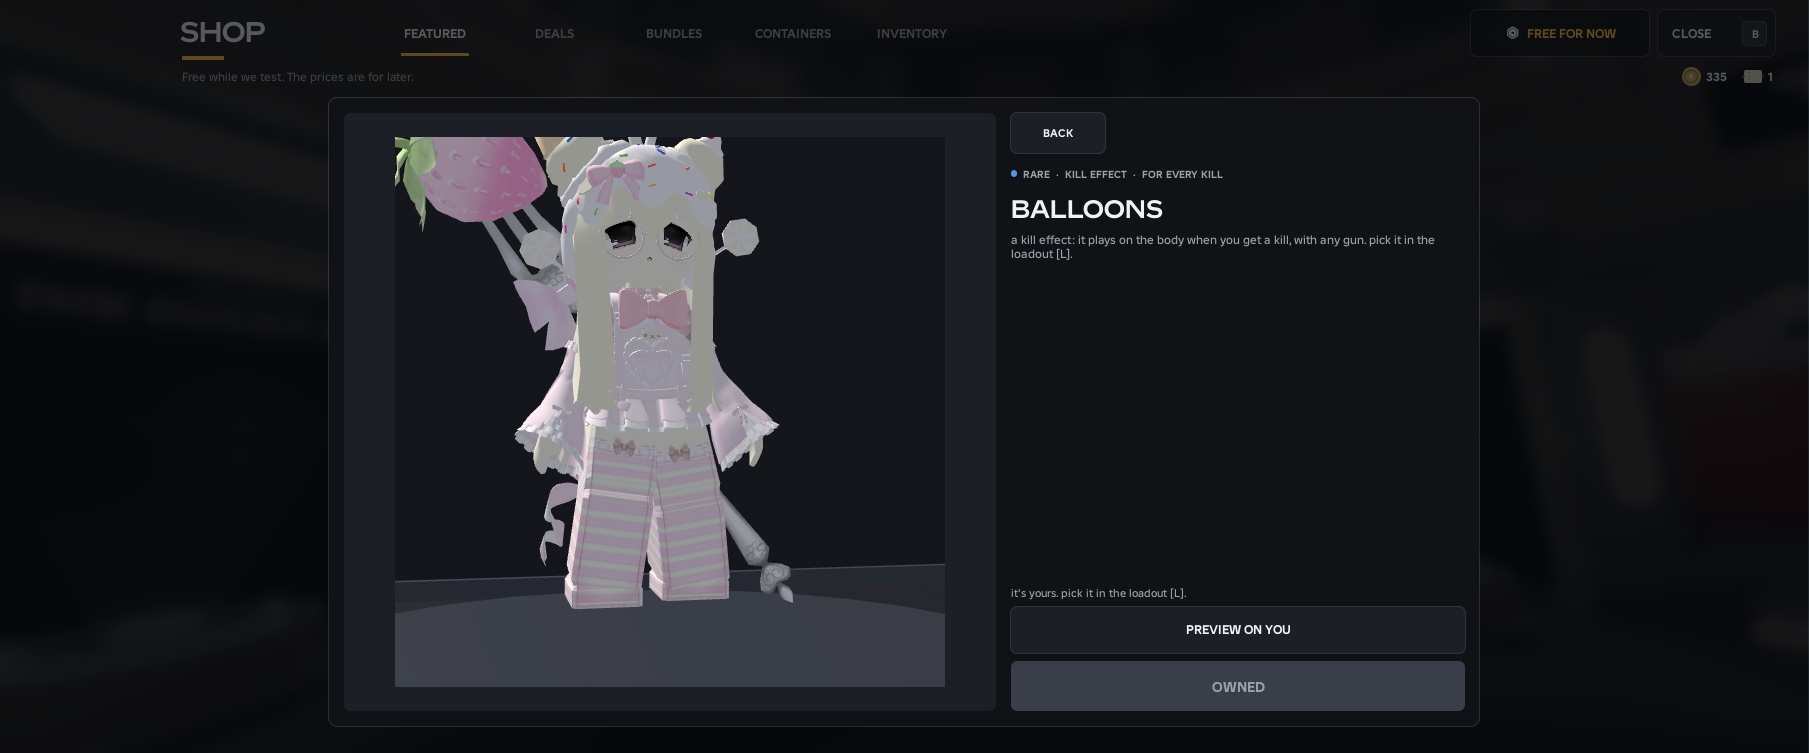 SHOP
FEATURED
DEALS
BUNDLES
CONTAINERS
INVENTORY
FREE FOR NOW
CLOSE
B
Free while we test. The prices are for later.
335
1
BACK
RARE · KILL EFFECT · FOR EVERY KILL
BALLOONS
a kill effect: it plays on the body when you get a kill, with any gun. pick it in the
loadout [L].
it's yours. pick it in the loadout [L].
PREVIEW ON YOU
OWNED